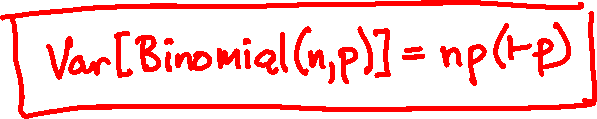 Var[Binomial(n,p)] = np(1-p)